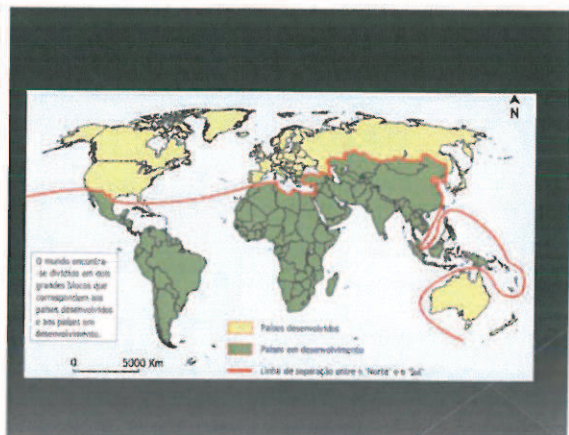 N
O mundo encontra-
se dividido em dois
grandes blocos que
correspondem aos
países desenvolvidos
e aos países em
desenvolvimento.
Países desenvolvidos
Países em desenvolvimento
Linha de separação entre o "Norte" e o "Sul"
0 5000 Km